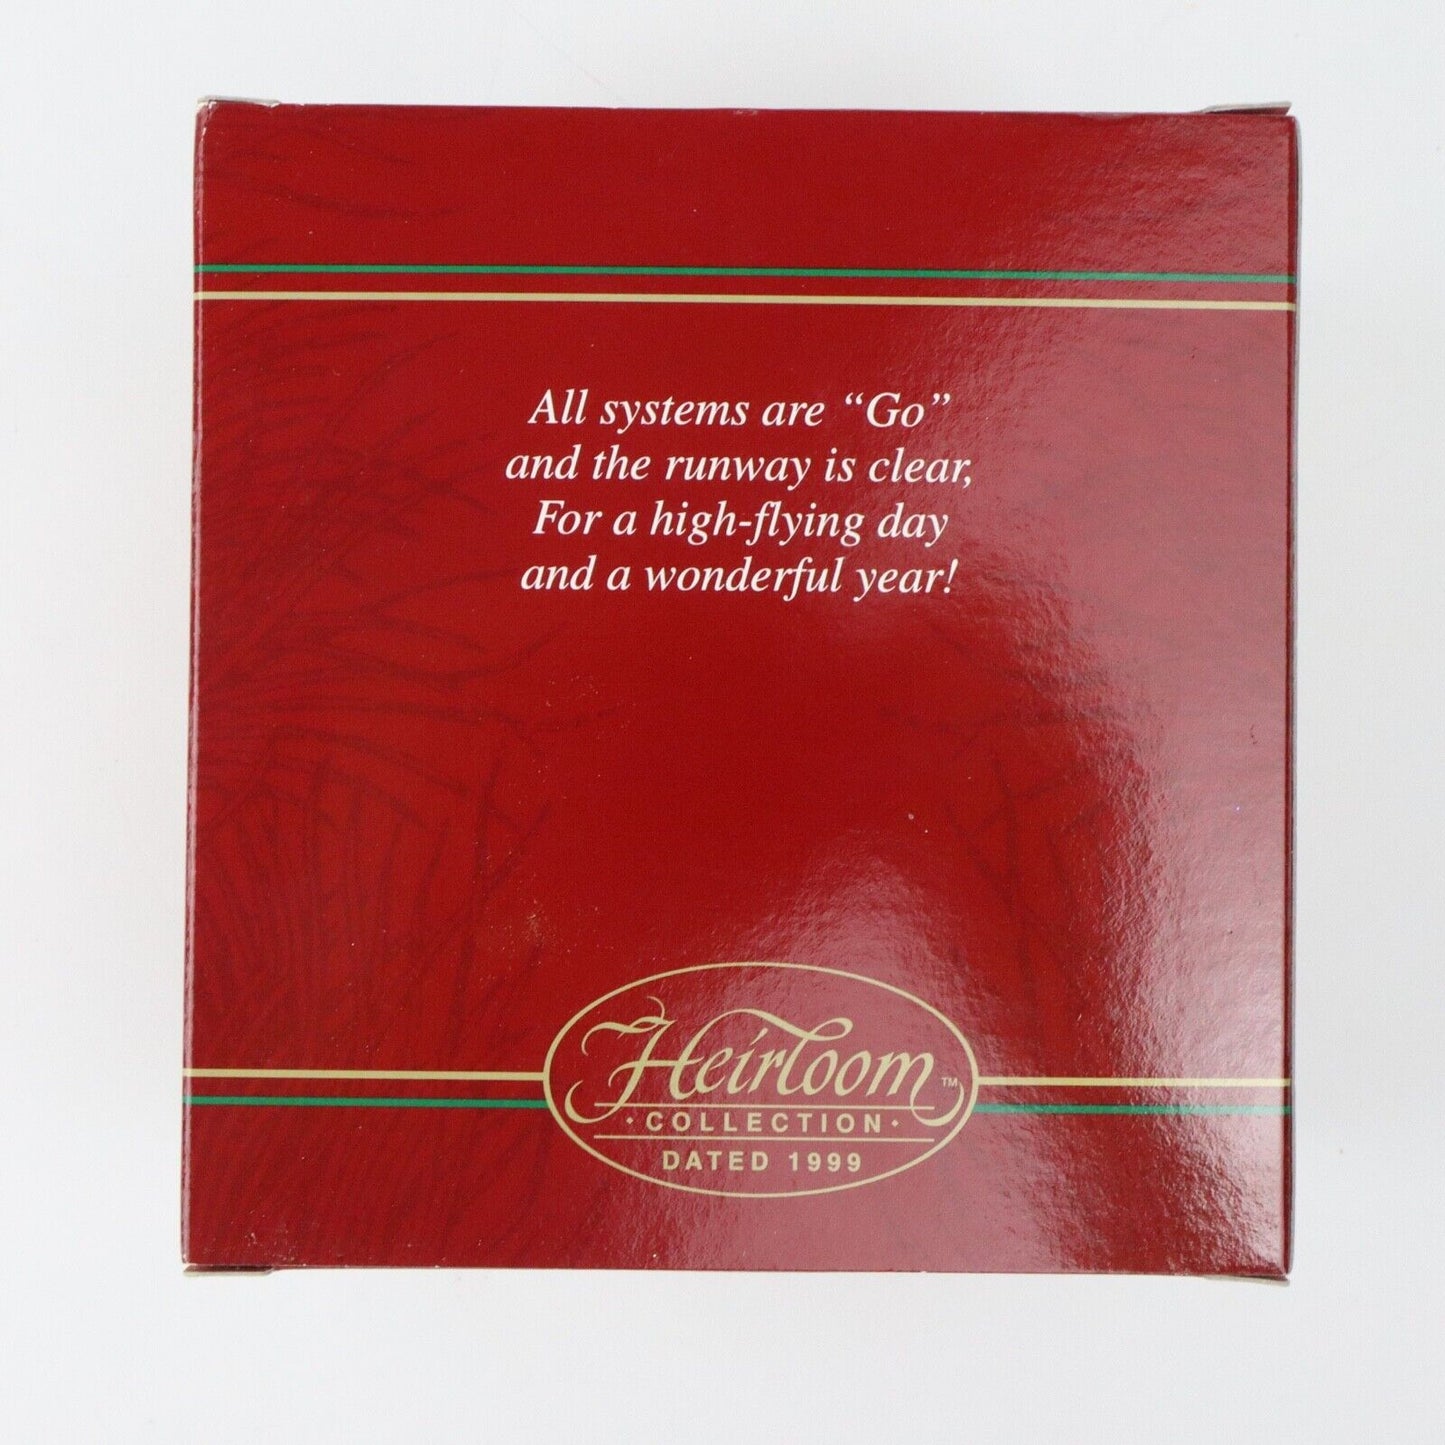 All systems are “Go”
and the runway is clear,
For a high-flying day
and a wonderful year!
Heirloom™
· COLLECTION ·
DATED 1999